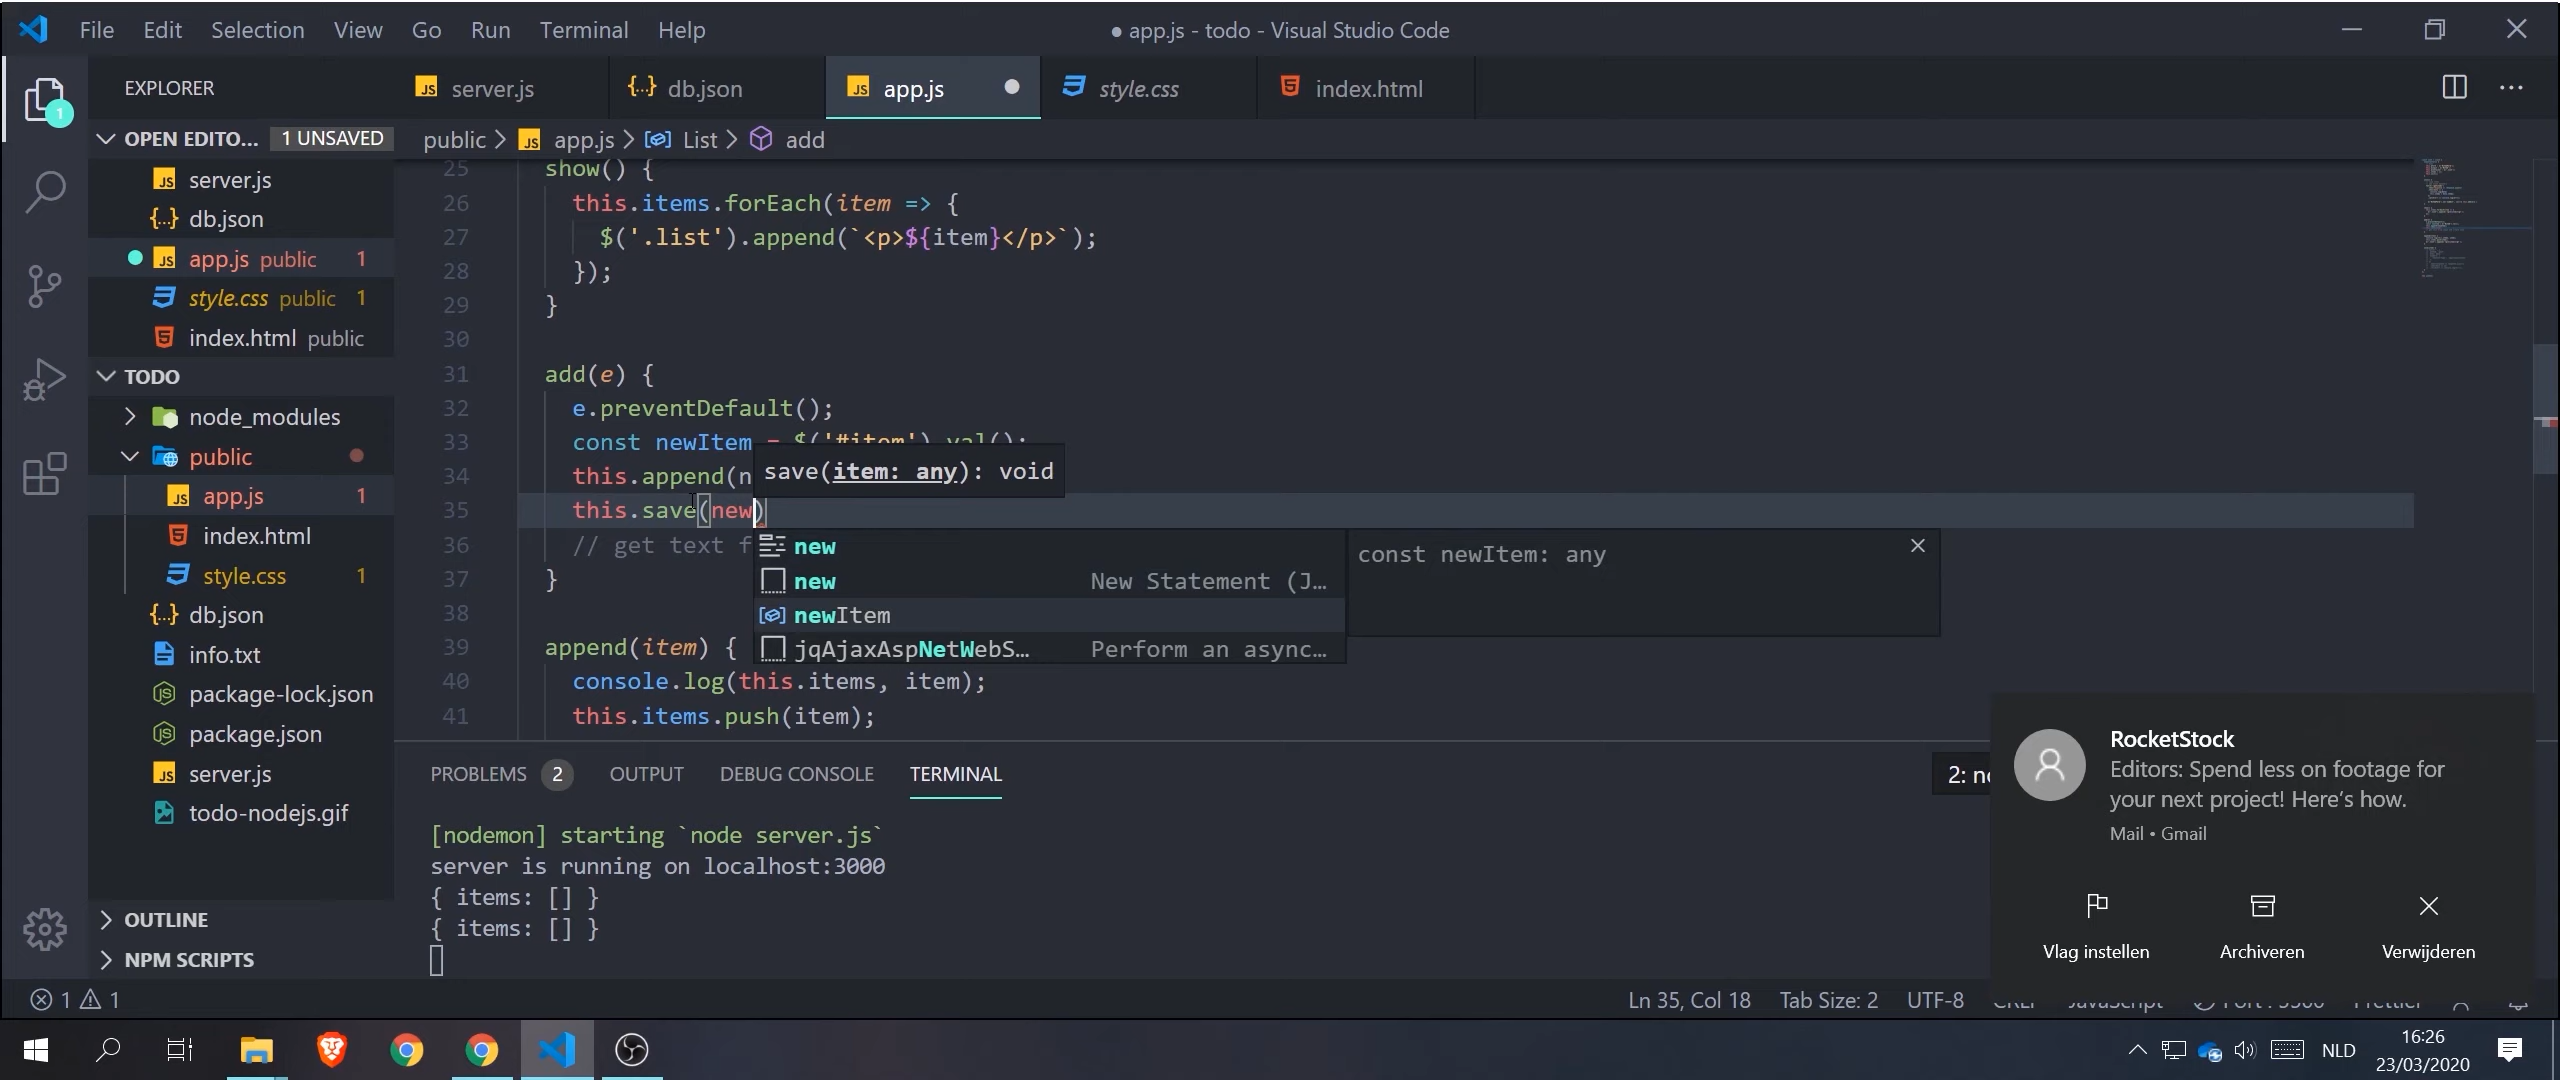 File Edit Selection View Go Run Terminal Help
● app.js - todo - Visual Studio Code
EXPLORER
server.js
db.json
app.js
style.css
index.html
OPEN EDITO... 1 UNSAVED
public > app.js > List > add
server.js
db.json
app.js public 1
style.css public 1
index.html public
TODO
node_modules
public
app.js 1
index.html
style.css 1
db.json
info.txt
package-lock.json
package.json
server.js
todo-nodejs.gif
OUTLINE
NPM SCRIPTS
1
25 show() {
26 this.items.forEach(item => {
27 $('.list').append(`<p>${item}</p>`);
28 });
29 }
30
31 add(e) {
32 e.preventDefault();
33 const newItem = $('#item').val();
34 this.append(n
save(item: any): void
35 this.save(new)
36 // get text f
new
new New Statement (J...
newItem
jqAjaxAspNetWebS... Perform an async...
const newItem: any
37 }
38
39 append(item) {
40 console.log(this.items, item);
41 this.items.push(item);
PROBLEMS 2 OUTPUT DEBUG CONSOLE TERMINAL
[nodemon] starting `node server.js`
server is running on localhost:3000
{ items: [] }
{ items: [] }
RocketStock
Editors: Spend less on footage for
your next project! Here's how.
Mail • Gmail
Vlag instellen Archiveren Verwijderen
1 1
Ln 35, Col 18 Tab Size: 2 UTF-8
NLD
16:26
23/03/2020